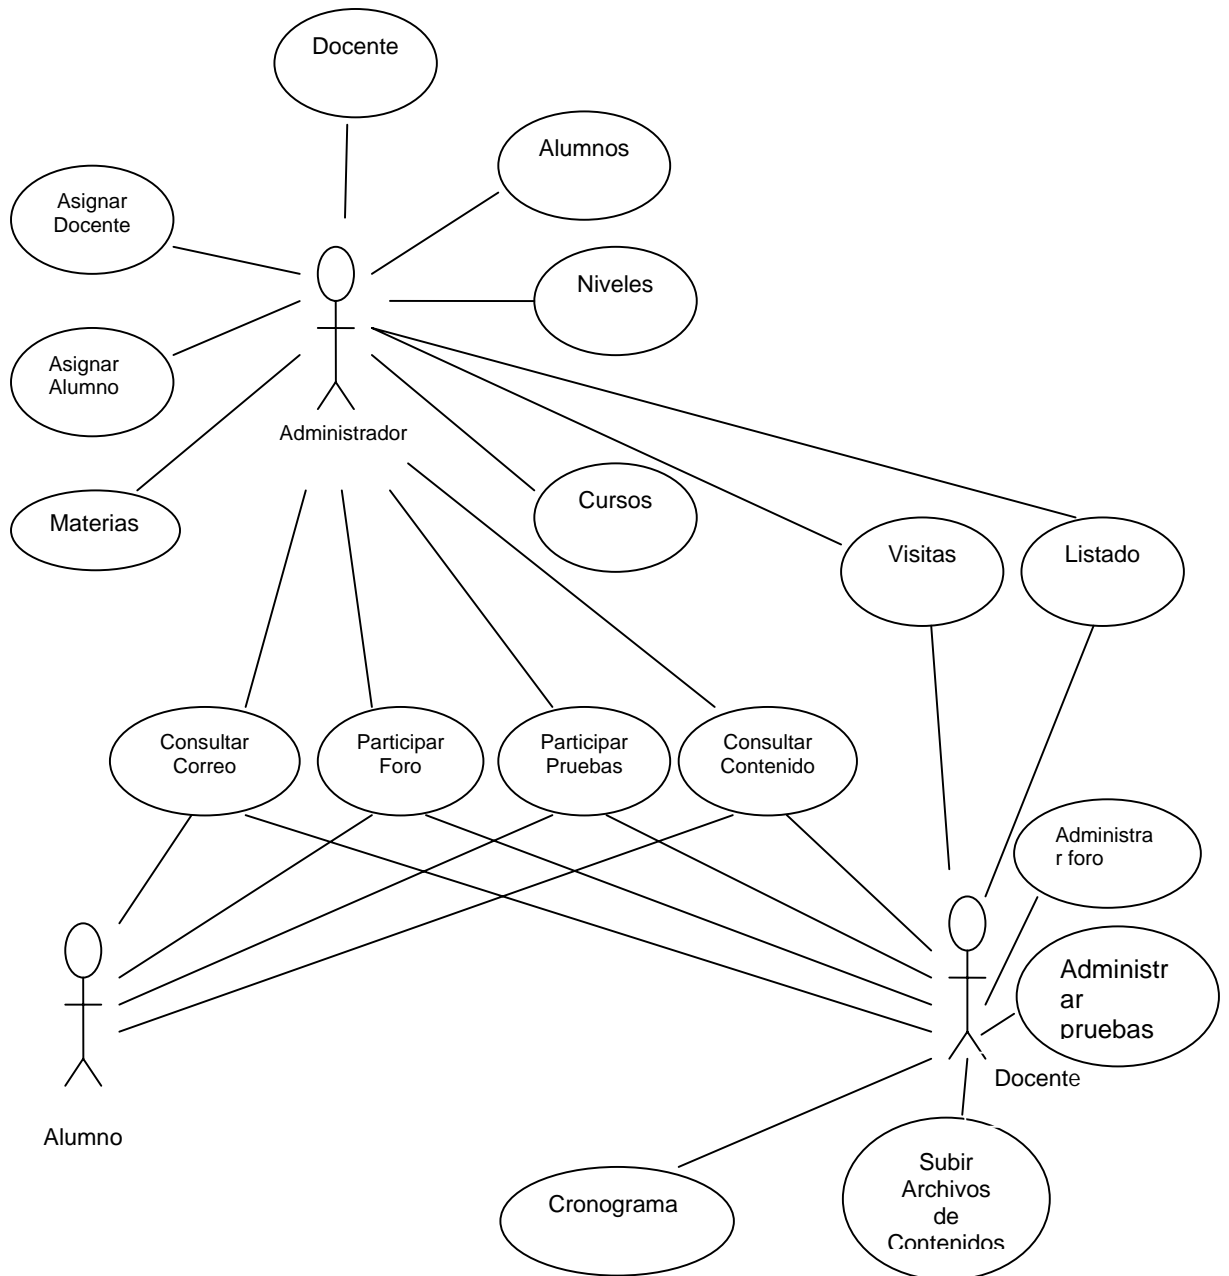 Docente
Alumnos
Asignar
Docente
Niveles
Asignar
Alumno
Administrador
Materias
Cursos
Visitas
Listado
Consultar
Correo
Participar
Foro
Participar
Pruebas
Consultar
Contenido
Administra
r foro
Administr
ar
pruebas
Docente
Alumno
Subir
Archivos
de
Contenidos
Cronograma